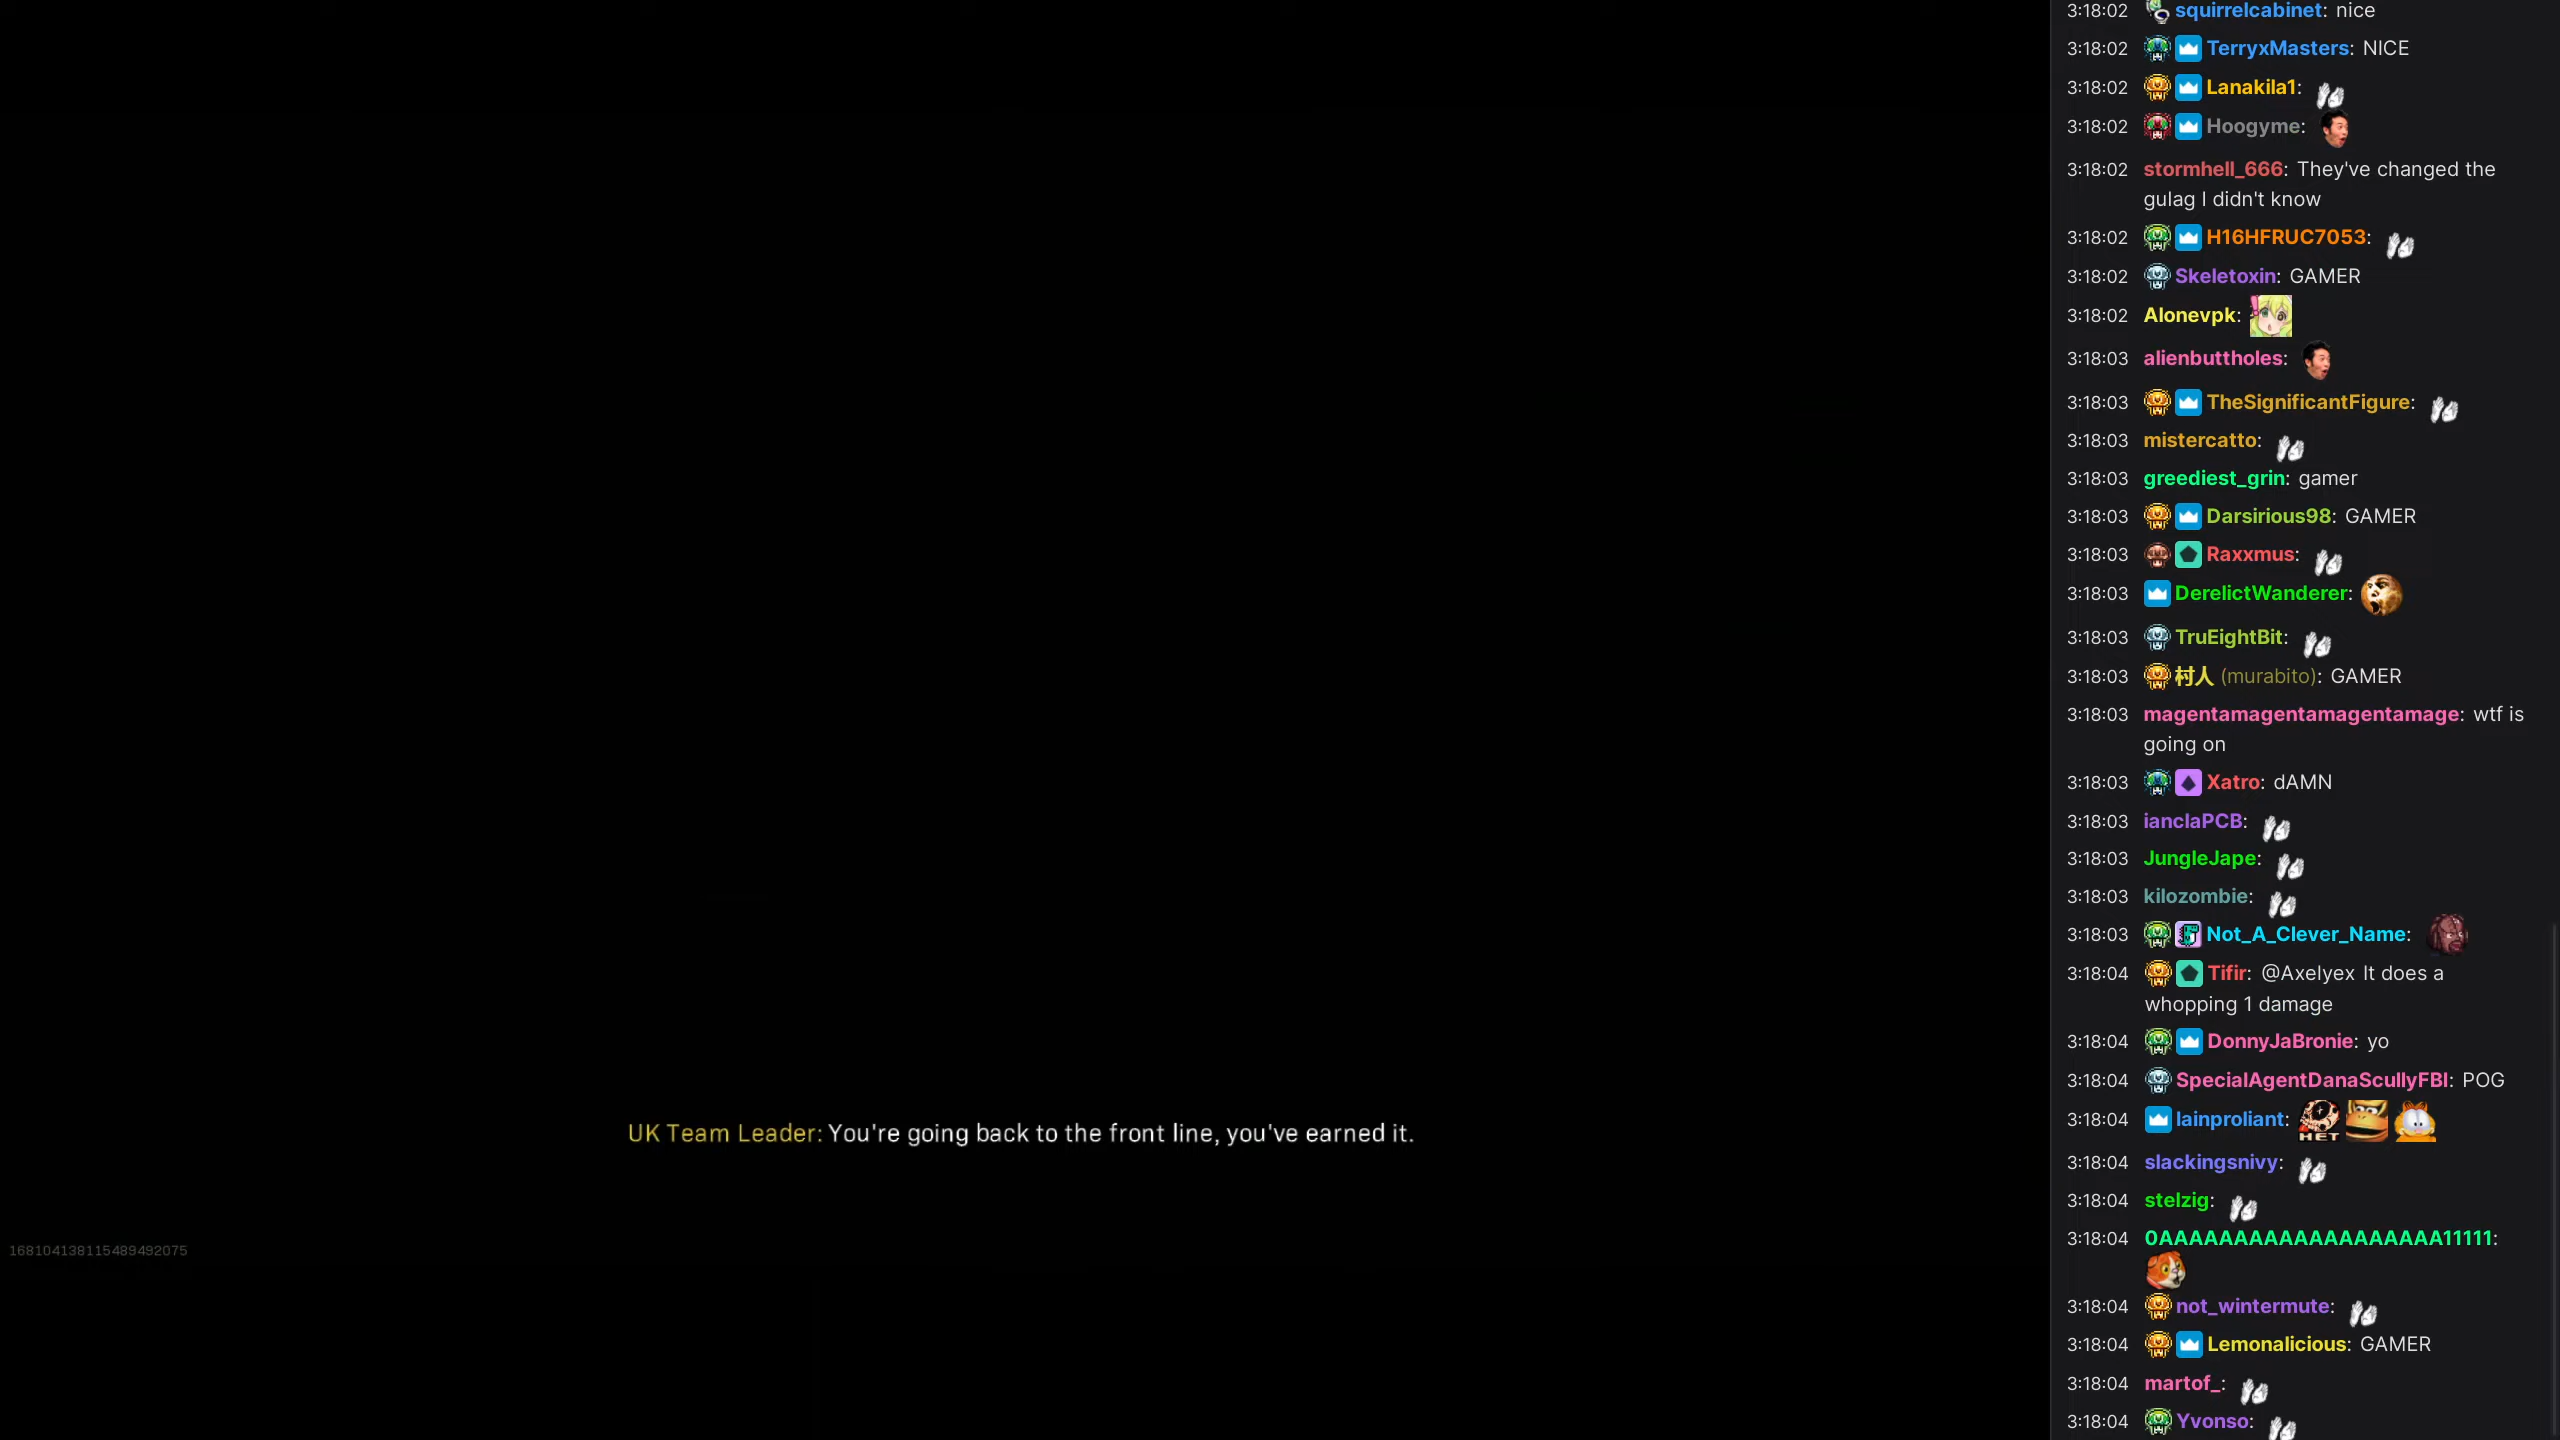 UK Team Leader: You're going back to the front line, you've earned it.
168104138115489492075
3:18:02 squirrelcabinet: nice
3:18:02 TerryxMasters: NICE
3:18:02 Lanakila1:
3:18:02 Hoogyme:
3:18:02 stormhell_666: They've changed the
gulag I didn't know
3:18:02 H16HFRUC7053:
3:18:02 Skeletoxin: GAMER
3:18:02 Alonevpk:
3:18:03 alienbuttholes:
3:18:03 TheSignificantFigure:
3:18:03 mistercatto:
3:18:03 greediest_grin: gamer
3:18:03 Darsirious98: GAMER
3:18:03 Raxxmus:
3:18:03 DerelictWanderer:
3:18:03 TruEightBit:
3:18:03 村人 (murabito): GAMER
3:18:03 magentamagentamagentamage: wtf is
going on
3:18:03 Xatro: dAMN
3:18:03 ianclaPCB:
3:18:03 JungleJape:
3:18:03 kilozombie:
3:18:03 Not_A_Clever_Name:
3:18:04 Tifir: @Axelyex It does a
whopping 1 damage
3:18:04 DonnyJaBronie: yo
3:18:04 SpecialAgentDanaScullyFBI: POG
3:18:04 lainproliant: HET
3:18:04 slackingsnivy:
3:18:04 stelzig:
3:18:04 0AAAAAAAAAAAAAAAAAAA11111:
3:18:04 not_wintermute:
3:18:04 Lemonalicious: GAMER
3:18:04 martof_:
3:18:04 Yvonso: